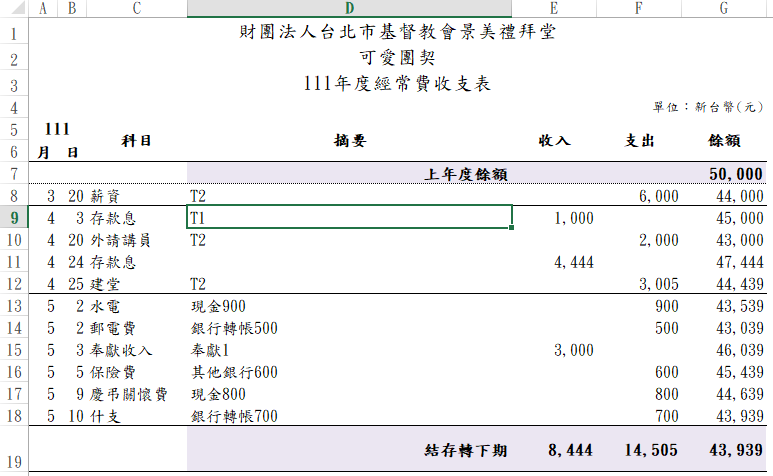 A B C D E F G
1 財團法人台北市基督教會景美禮拜堂
2 可愛團契
3 111年度經常費收支表
4 單位：新台幣(元)
5 111
科目 摘要 收入 支出 餘額
6 月 日
7 上年度餘額 50,000
8 3 20 薪資 T2 6,000 44,000
9 4 3 存款息 T1 1,000 45,000
10 4 20 外請講員 T2 2,000 43,000
11 4 24 存款息 4,444 47,444
12 4 25 建堂 T2 3,005 44,439
13 5 2 水電 現金900 900 43,539
14 5 2 郵電費 銀行轉帳500 500 43,039
15 5 3 奉獻收入 奉獻1 3,000 46,039
16 5 5 保險費 其他銀行600 600 45,439
17 5 9 慶弔關懷費 現金800 800 44,639
18 5 10 什支 銀行轉帳700 700 43,939
19 結存轉下期 8,444 14,505 43,939